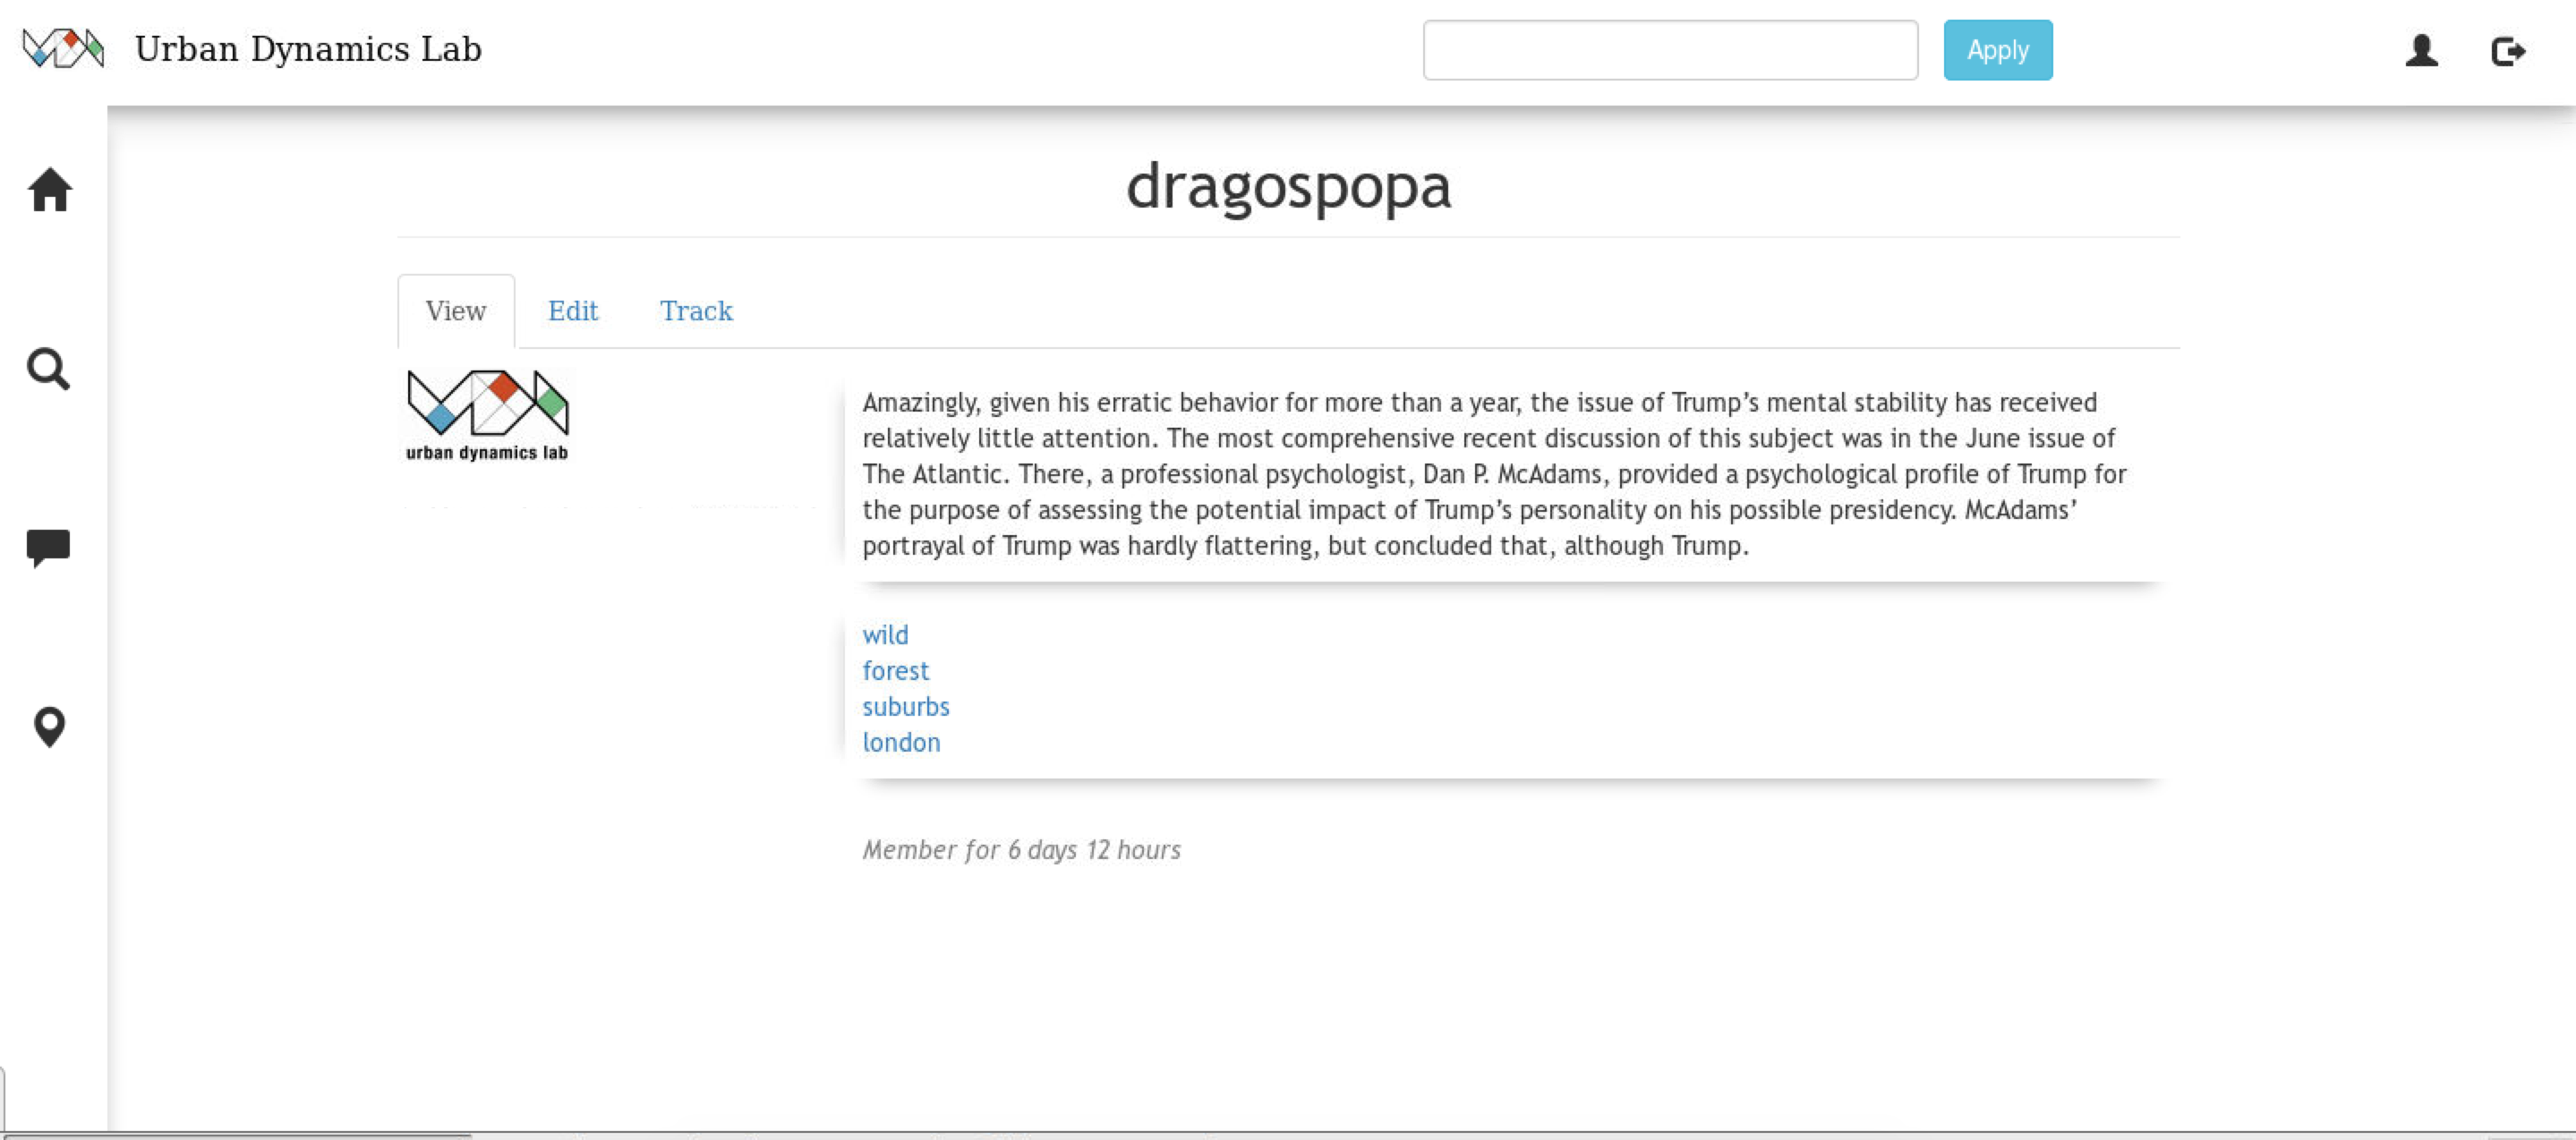 Urban Dynamics Lab
Apply
dragospopa
View Edit Track
urban dynamics lab
Amazingly, given his erratic behavior for more than a year, the issue of Trump’s mental stability has received
relatively little attention. The most comprehensive recent discussion of this subject was in the June issue of
The Atlantic. There, a professional psychologist, Dan P. McAdams, provided a psychological profile of Trump for
the purpose of assessing the potential impact of Trump’s personality on his possible presidency. McAdams’
portrayal of Trump was hardly flattering, but concluded that, although Trump.
wild
forest
suburbs
london
Member for 6 days 12 hours